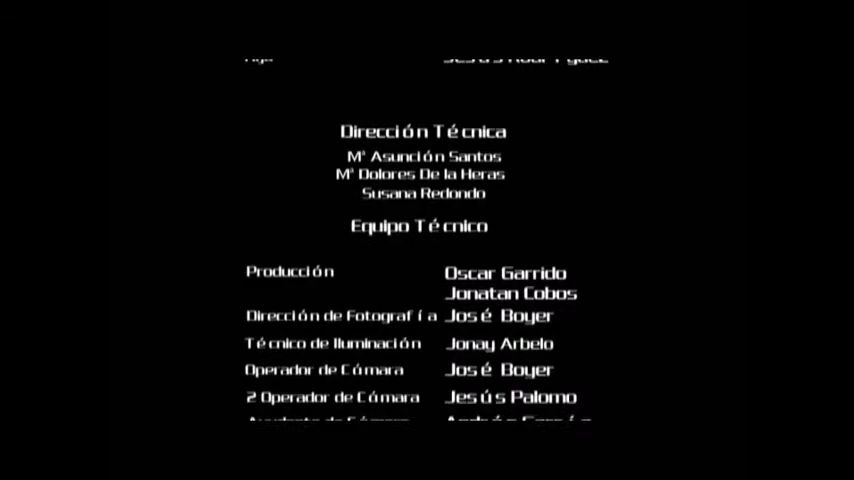 Jesús Rodríguez
Dirección Técnica
Mª Asunción Santos
Mª Dolores De la Heras
Susana Redondo
Equipo Técnico
Producción Oscar Garrido
Jonatan Cobos
Dirección de Fotografía José Boyer
Técnico de Iluminación Jonay Arbelo
Operador de Cámara José Boyer
2 Operador de Cámara Jesús Palomo